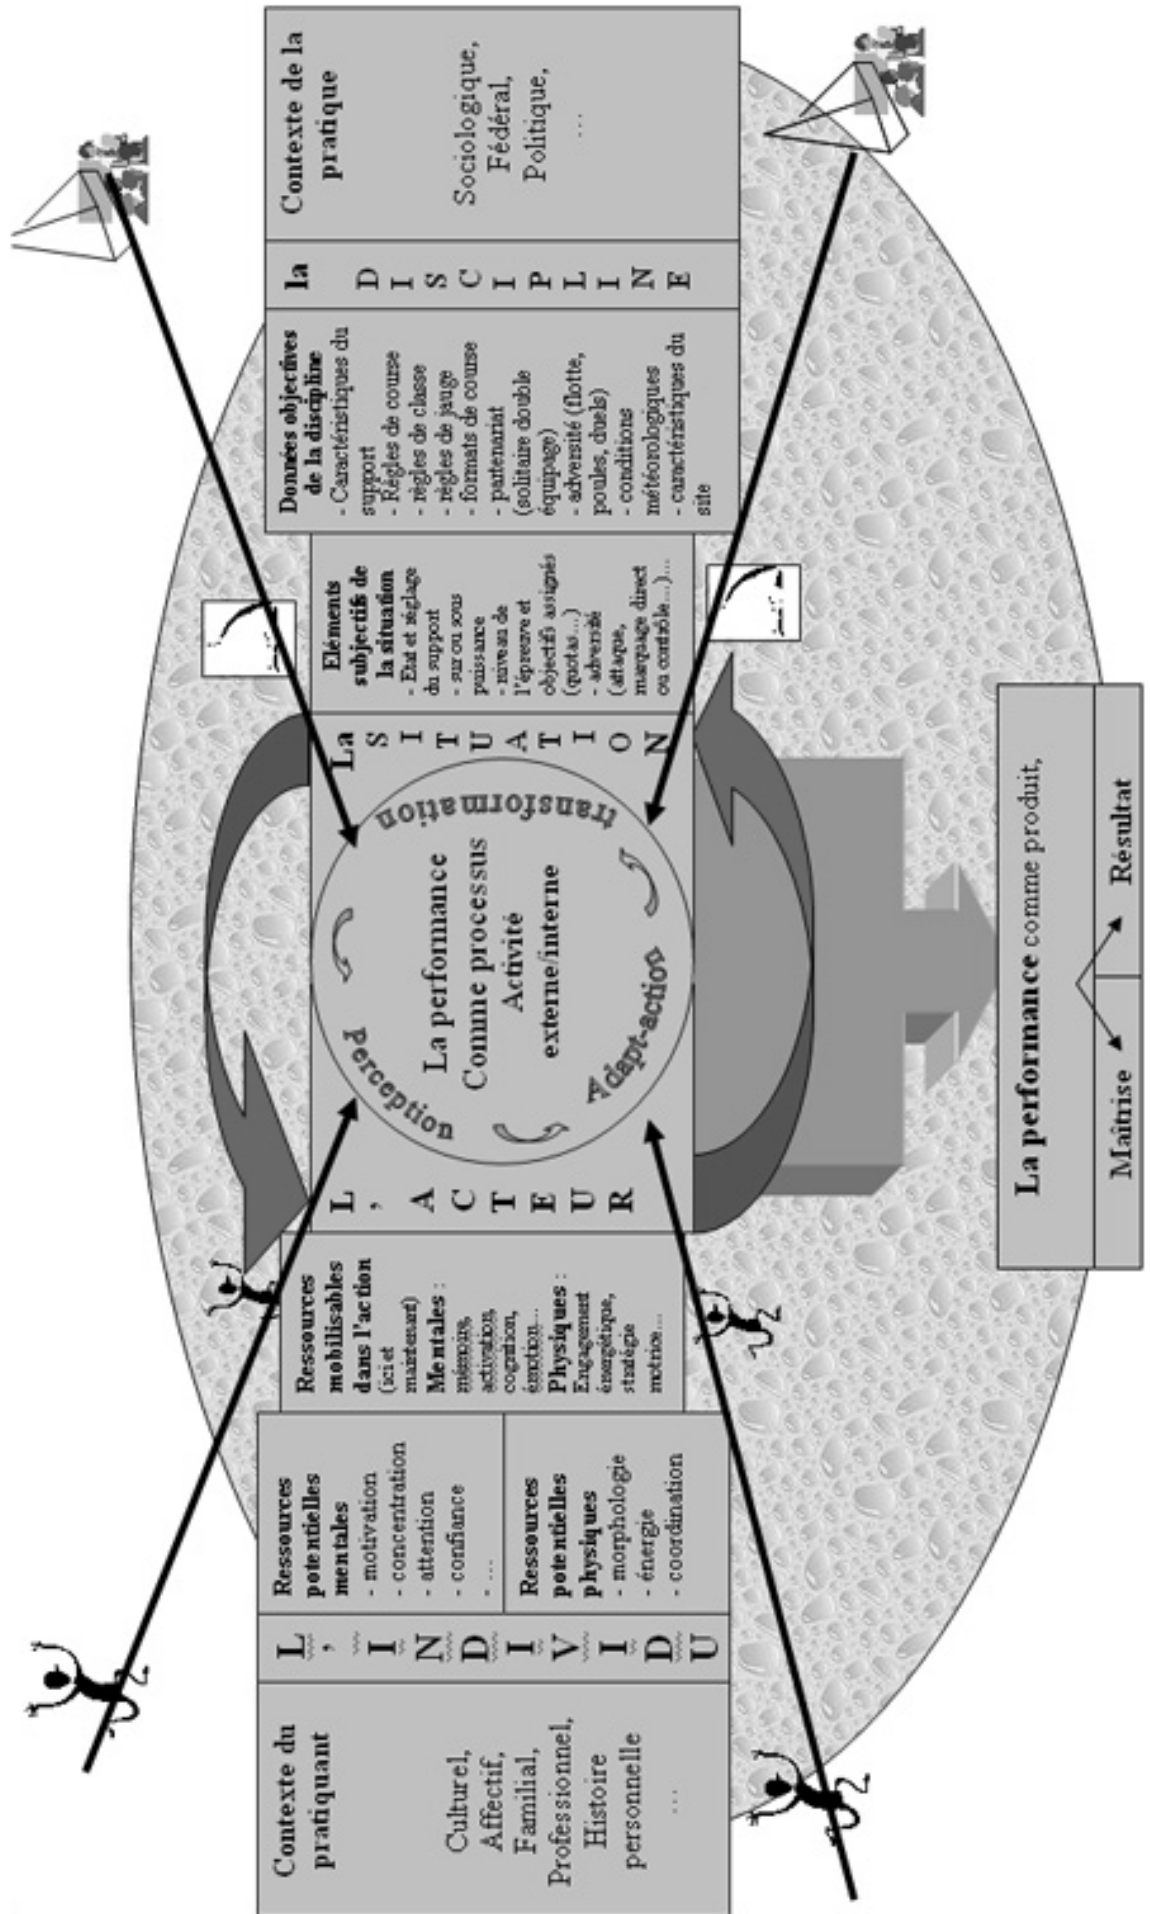 Contexte du
pratiquant
Culturel,
Affectif,
Familial,
Professionnel,
Histoire
personnelle
...
L
’
I
N
D
I
V
I
D
U
Ressources
potentielles
mentales
- motivation
- concentration
- attention
- confiance
- ...
Ressources
potentielles
physiques
- morphologie
- énergie
- coordination
Ressources
mobilisables
dans l'action
(ici et
maintenant)
Mentales :
mémoire,
activation,
cognition,
émotion...
Physiques :
Engagement
énergétique,
stratégie
motrice...
L
’
A
C
T
E
U
R
Perception
Adapt-action
transformation
La performance
Comme processus
Activité
externe/interne
La
S
I
T
U
A
T
I
O
N
Eléments
subjectifs de
la situation
- Etat et réglage
du support
- sur ou sous
puissance
- niveau de
l'épreuve et
objectifs assignés
(quotas...)
- adversité
(attaque,
marquage direct
ou contrôle...)...
Données objectives
de la discipline
- Caractéristiques du
support
- Régles de course
- règles de classe
- règles de jauge
- formats de course
- partenariat
(solitaire double
équipage)
- adversité (flotte,
poules, duels)
- conditions
météorologiques
- caractéristiques du
site
la
D
I
S
C
I
P
L
I
N
E
Contexte de la
pratique
Sociologique,
Fédéral,
Politique,
...
La performance comme produit,
Maîtrise
Résultat